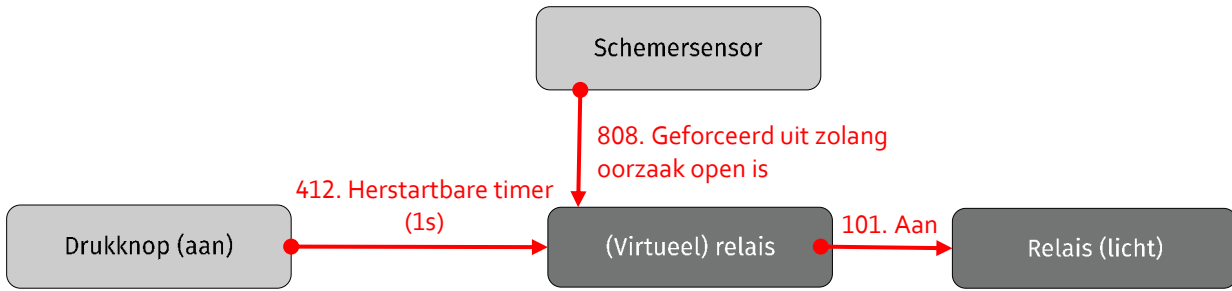 Schemersensor
808. Geforceerd uit zolang
oorzaak open is
412. Herstartbare timer
(1s)
Drukknop (aan)
(Virtueel) relais
101. Aan
Relais (licht)